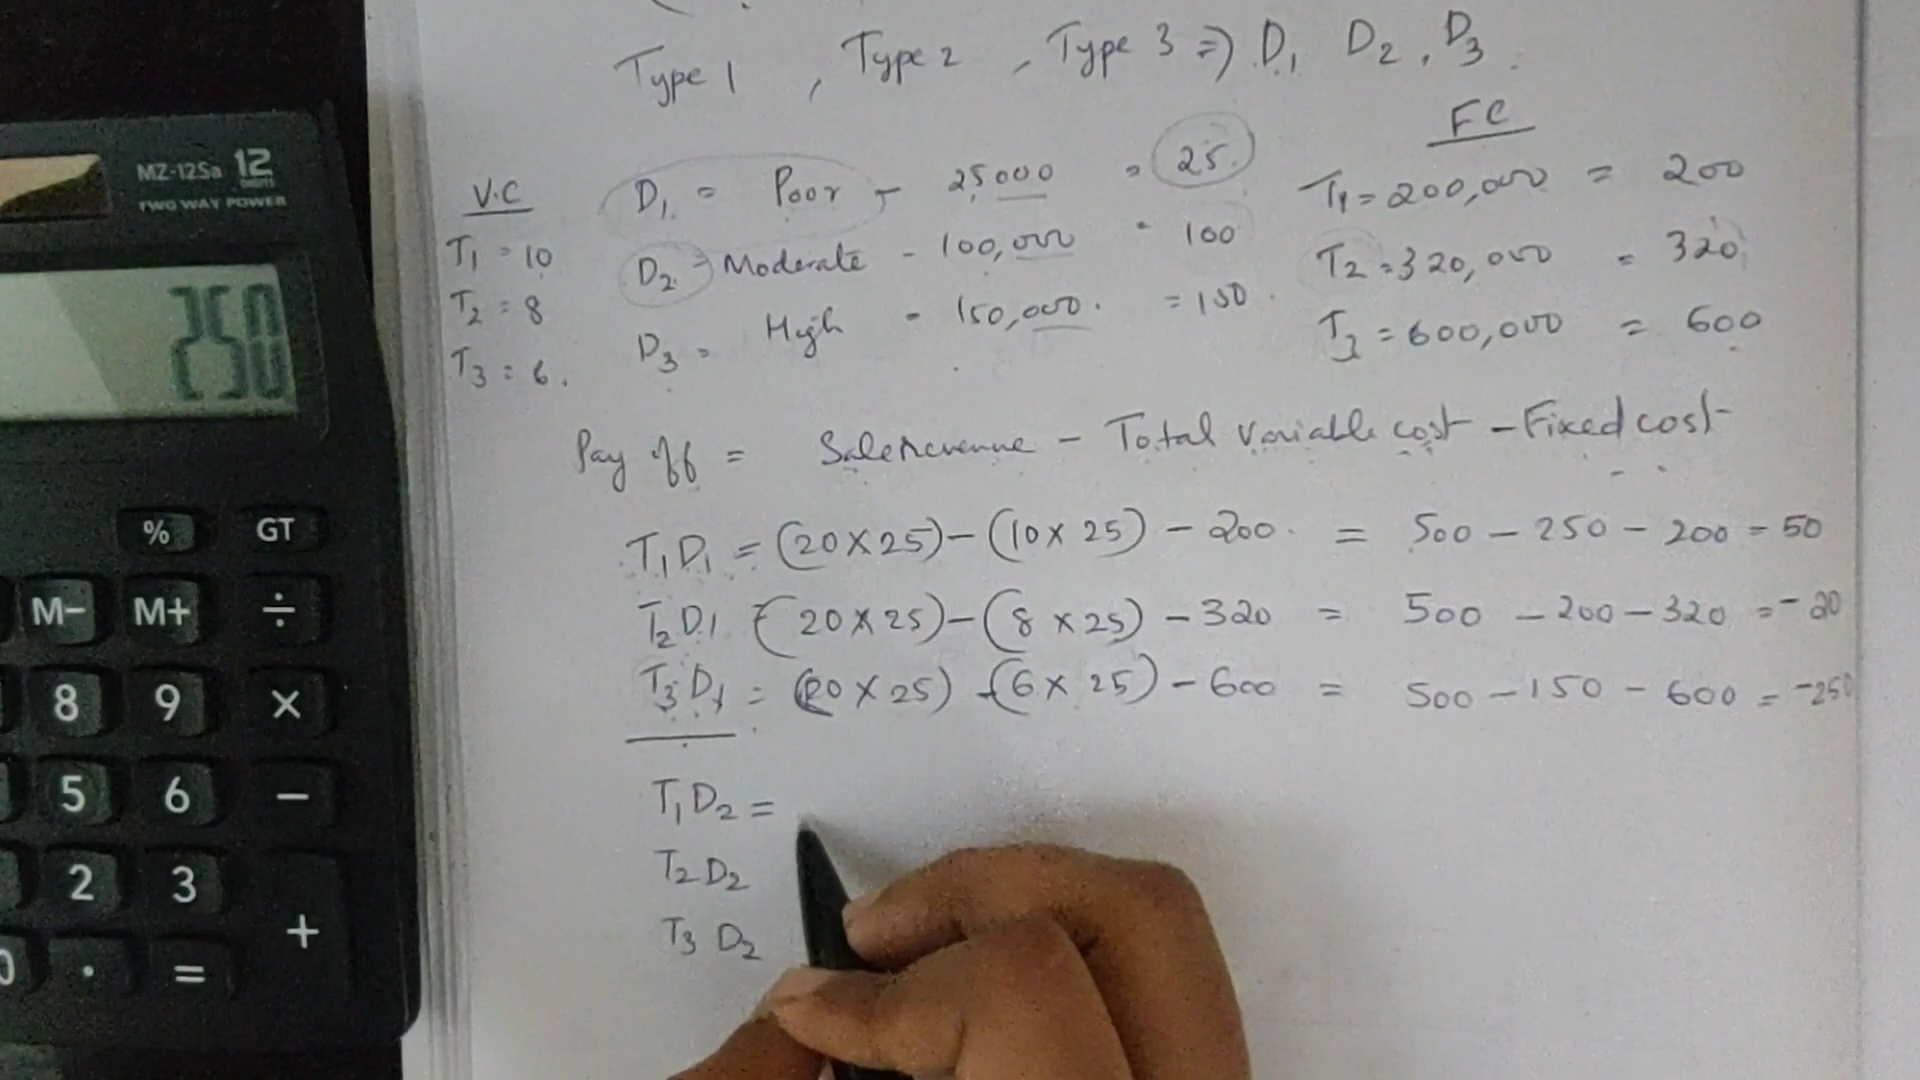 Type 1 , Type 2 , Type 3 ⇒ D1 D2 , D3 .
FC
V.C
D1 = Poor - 25000 = 25.
T1 = 200,000 = 200
T1 = 10
D2 = Moderate - 100,000 = 100
T2 = 320,000 = 320
T2 = 8
D3 = High - 150,000. = 150
T3 = 600,000 = 600
T3 = 6.
Pay off = Sale Revenue - Total Variable cost - Fixed cost
T1D1 = (20 x 25) - (10 x 25) - 200. = 500 - 250 - 200 = 50
T2D1 = (20 x 25) - (8 x 25) - 320 = 500 - 200 - 320 = -20
T3D1 = (20 x 25) - (6 x 25) - 600 = 500 - 150 - 600 = -250
T1D2 =
T2D2
T3 D2
MZ-12Sa 12
DIGITS
TWO WAY POWER
250
% GT
M- M+ ÷
8 9 ×
5 6 −
2 3 +
0 . =